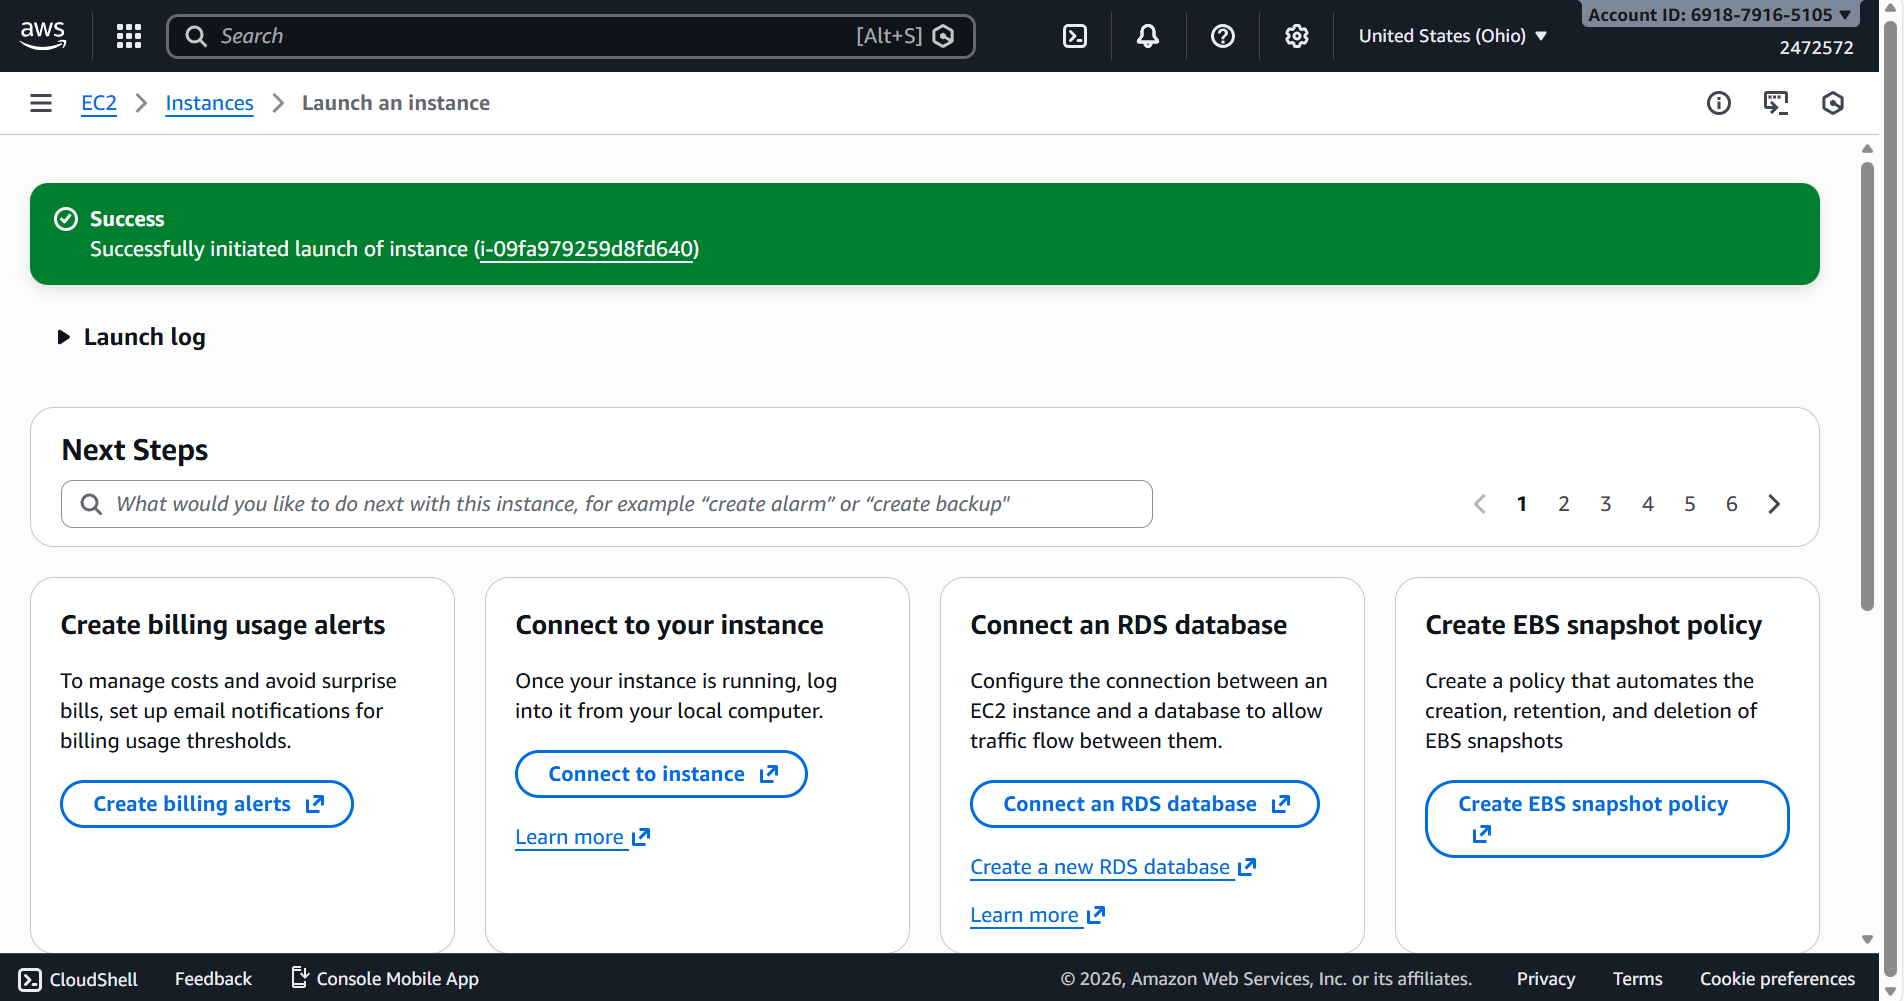 aws
Search [Alt+S]
United States (Ohio)
Account ID: 6918-7916-5105
2472572
EC2 Instances Launch an instance
Success
Successfully initiated launch of instance (i-09fa979259d8fd640)
Launch log
Next Steps
What would you like to do next with this instance, for example “create alarm” or “create backup"
1 2 3 4 5 6
Create billing usage alerts
To manage costs and avoid surprise
bills, set up email notifications for
billing usage thresholds.
Create billing alerts
Connect to your instance
Once your instance is running, log
into it from your local computer.
Connect to instance
Learn more
Connect an RDS database
Configure the connection between an
EC2 instance and a database to allow
traffic flow between them.
Connect an RDS database
Create a new RDS database
Learn more
Create EBS snapshot policy
Create a policy that automates the
creation, retention, and deletion of
EBS snapshots
Create EBS snapshot policy
CloudShell Feedback Console Mobile App © 2026, Amazon Web Services, Inc. or its affiliates. Privacy Terms Cookie preferences